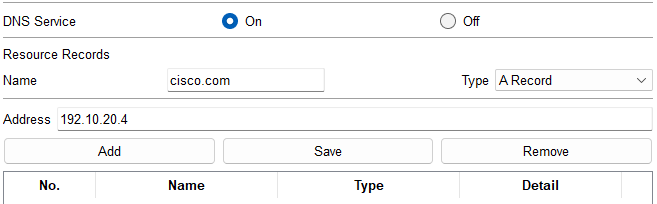 DNS Service On Off
Resource Records
Name cisco.com Type A Record
Address 192.10.20.4
Add Save Remove
No. Name Type Detail